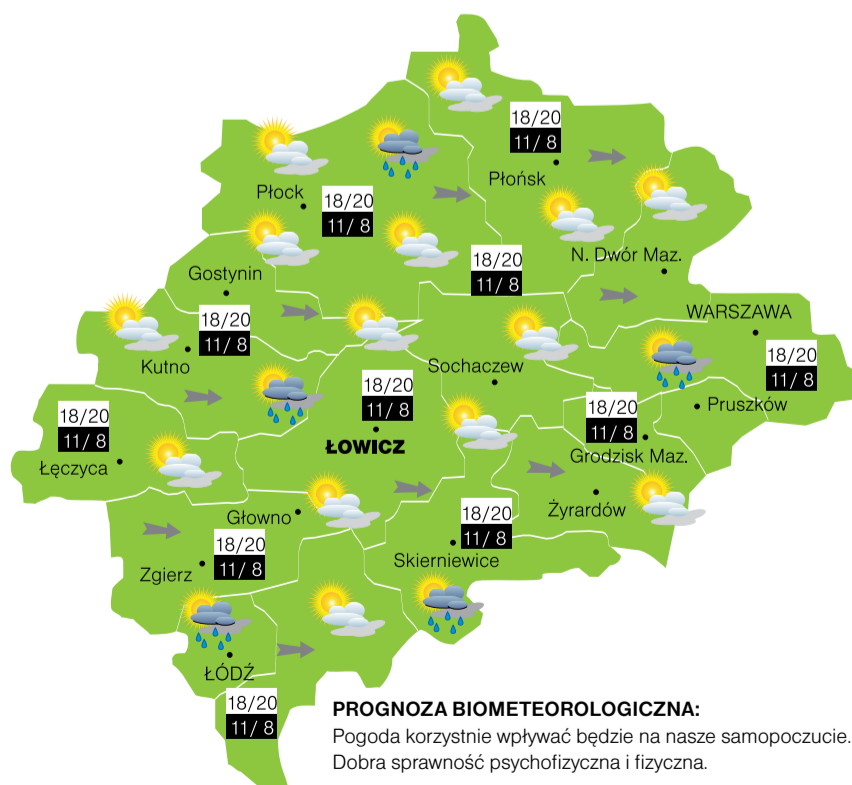 18/20
11/ 8
Płońsk
Płock
18/20
11/ 8
N. Dwór Maz.
18/20
11/ 8
Gostynin
WARSZAWA
18/20
11/ 8
Kutno
18/20
11/ 8
Sochaczew
18/20
11/ 8
ŁOWICZ
Pruszków
18/20
11/ 8
Grodzisk Maz.
18/20
11/ 8
Łęczyca
Żyrardów
Głowno
18/20
11/ 8
Skierniewice
18/20
11/ 8
Zgierz
ŁÓDŹ
18/20
11/ 8
PROGNOZA BIOMETEOROLOGICZNA:
Pogoda korzystnie wpływać będzie na nasze samopoczucie.
Dobra sprawność psychofizyczna i fizyczna.